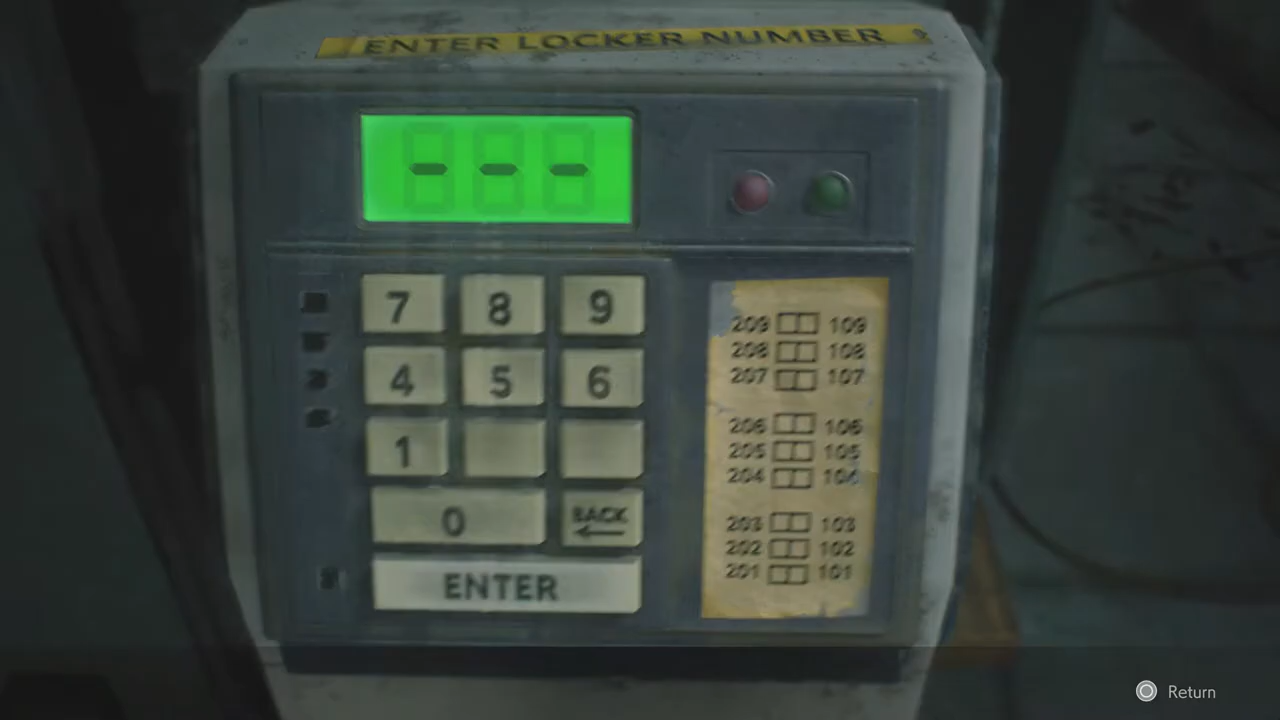 ENTER LOCKER NUMBER
- - -
7 8 9
4 5 6
1
0 BACK
ENTER
209 109
208 108
207 107
206 106
205 105
204 104
203 103
202 102
201 101
Return